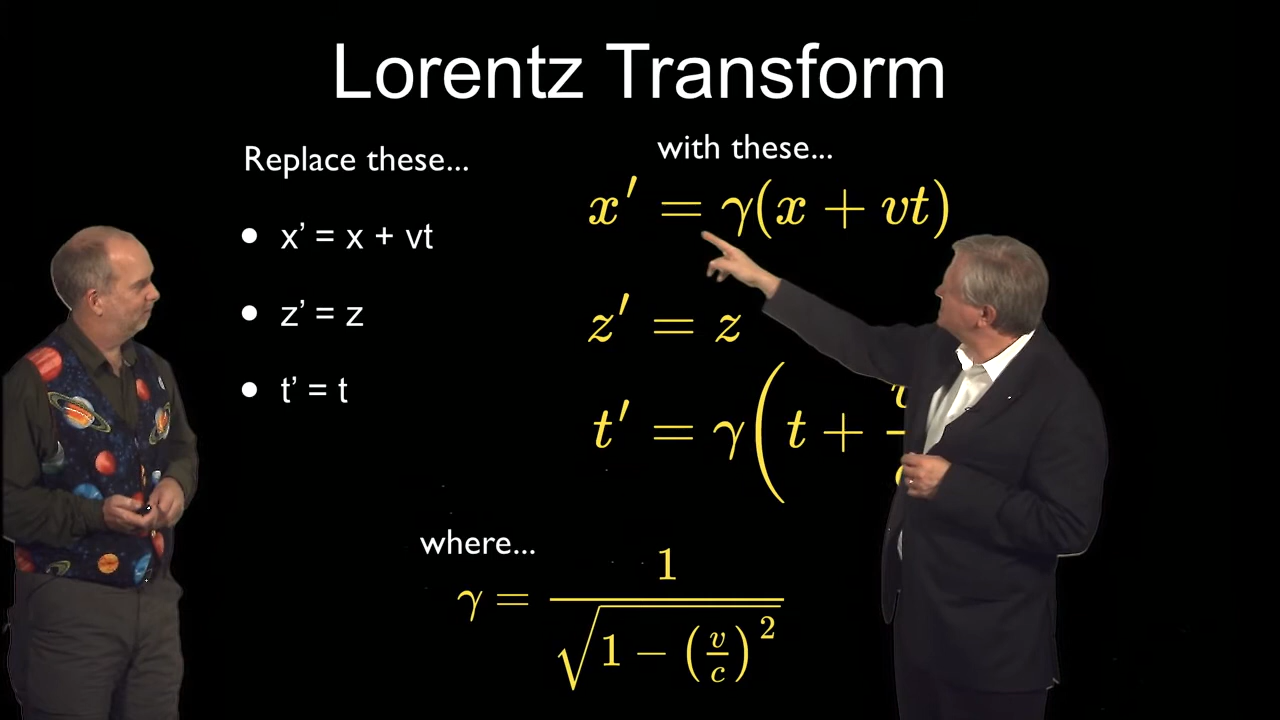 Lorentz Transform
Replace these...
• x’ = x + vt
• z’ = z
• t’ = t
with these...
x′ = γ(x + vt)
z′ = z
t′ = γ(t +
where...
γ = 1 / √(1 − (v/c)²)